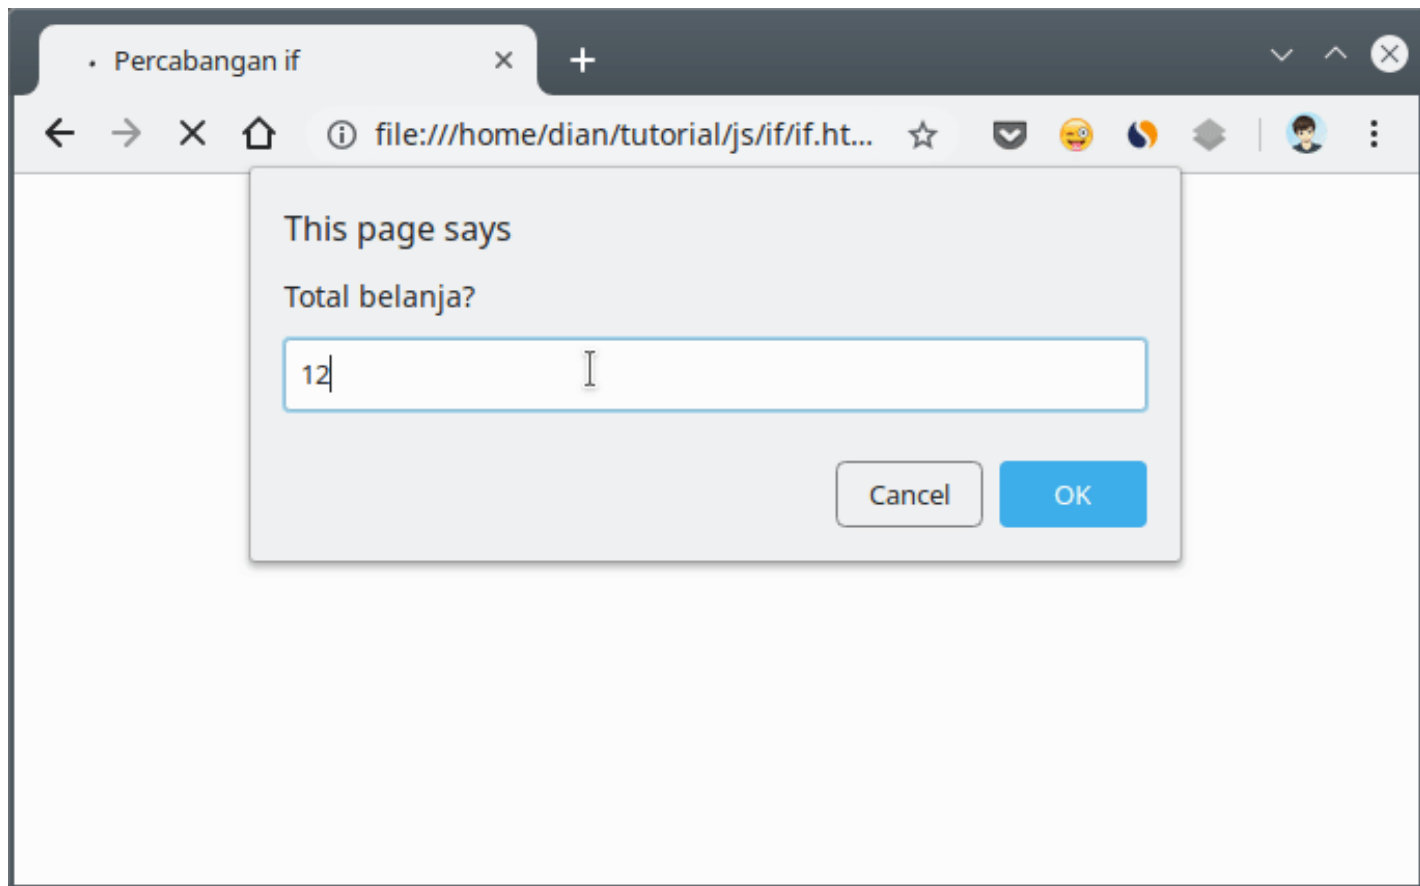 Percabangan if
file:///home/dian/tutorial/js/if/if.ht...
This page says
Total belanja?
12
Cancel
OK